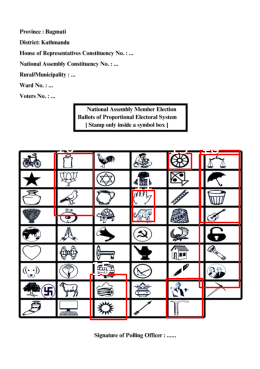 Province : Bagmati
District: Kathmandu
House of Representatives Constituency No. : ...
National Assembly Constituency No. : ...
Rural/Municipality : ...
Ward No. : ...
Voters No. : ...
National Assembly Member Election
Ballots of Proportional Electoral System
[ Stamp only inside a symbol box ]
Signature of Polling Officer : ......